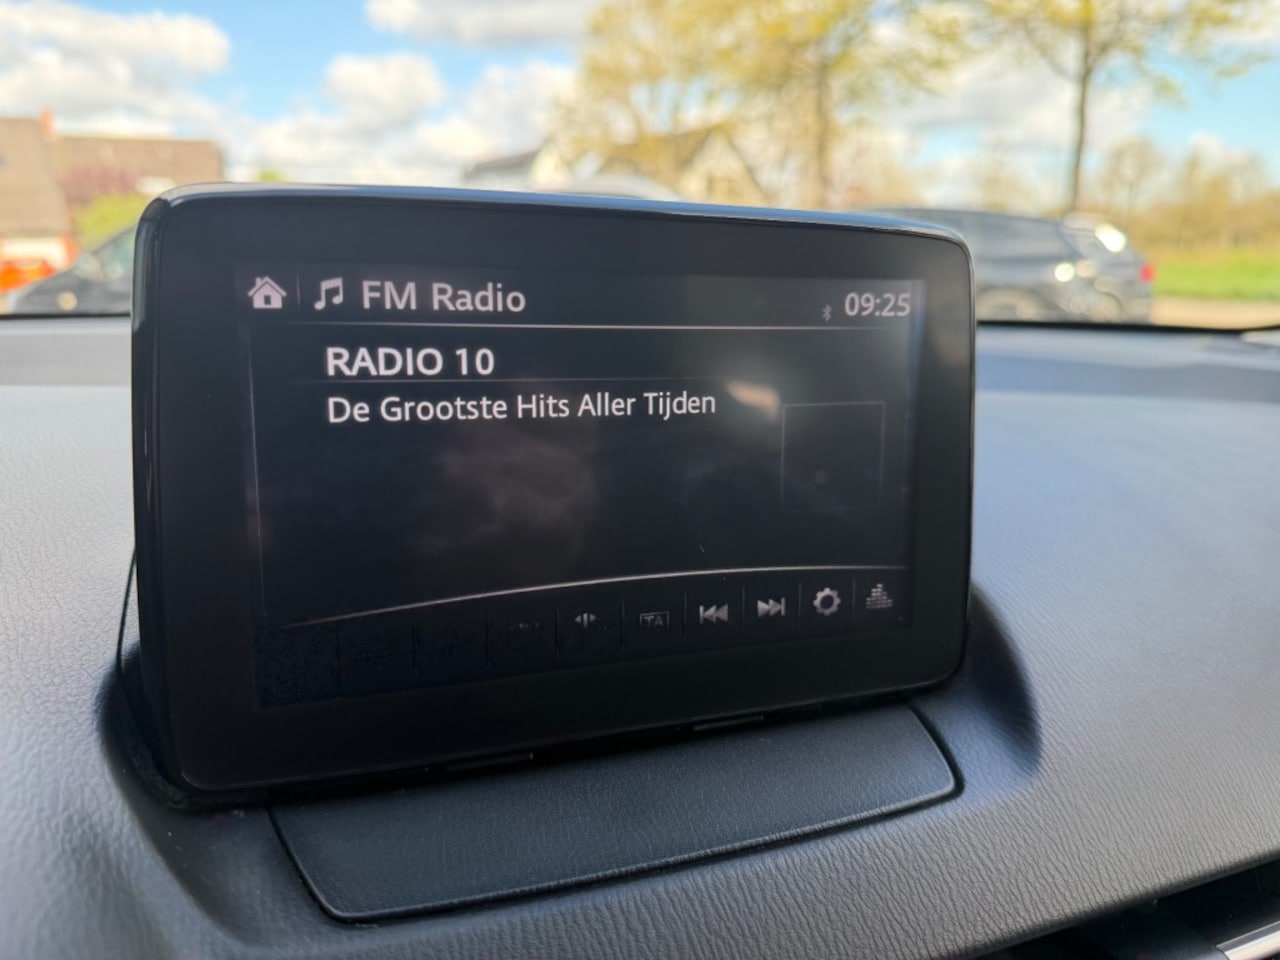 FM Radio
09:25
RADIO 10
De Grootste Hits Aller Tijden
TA